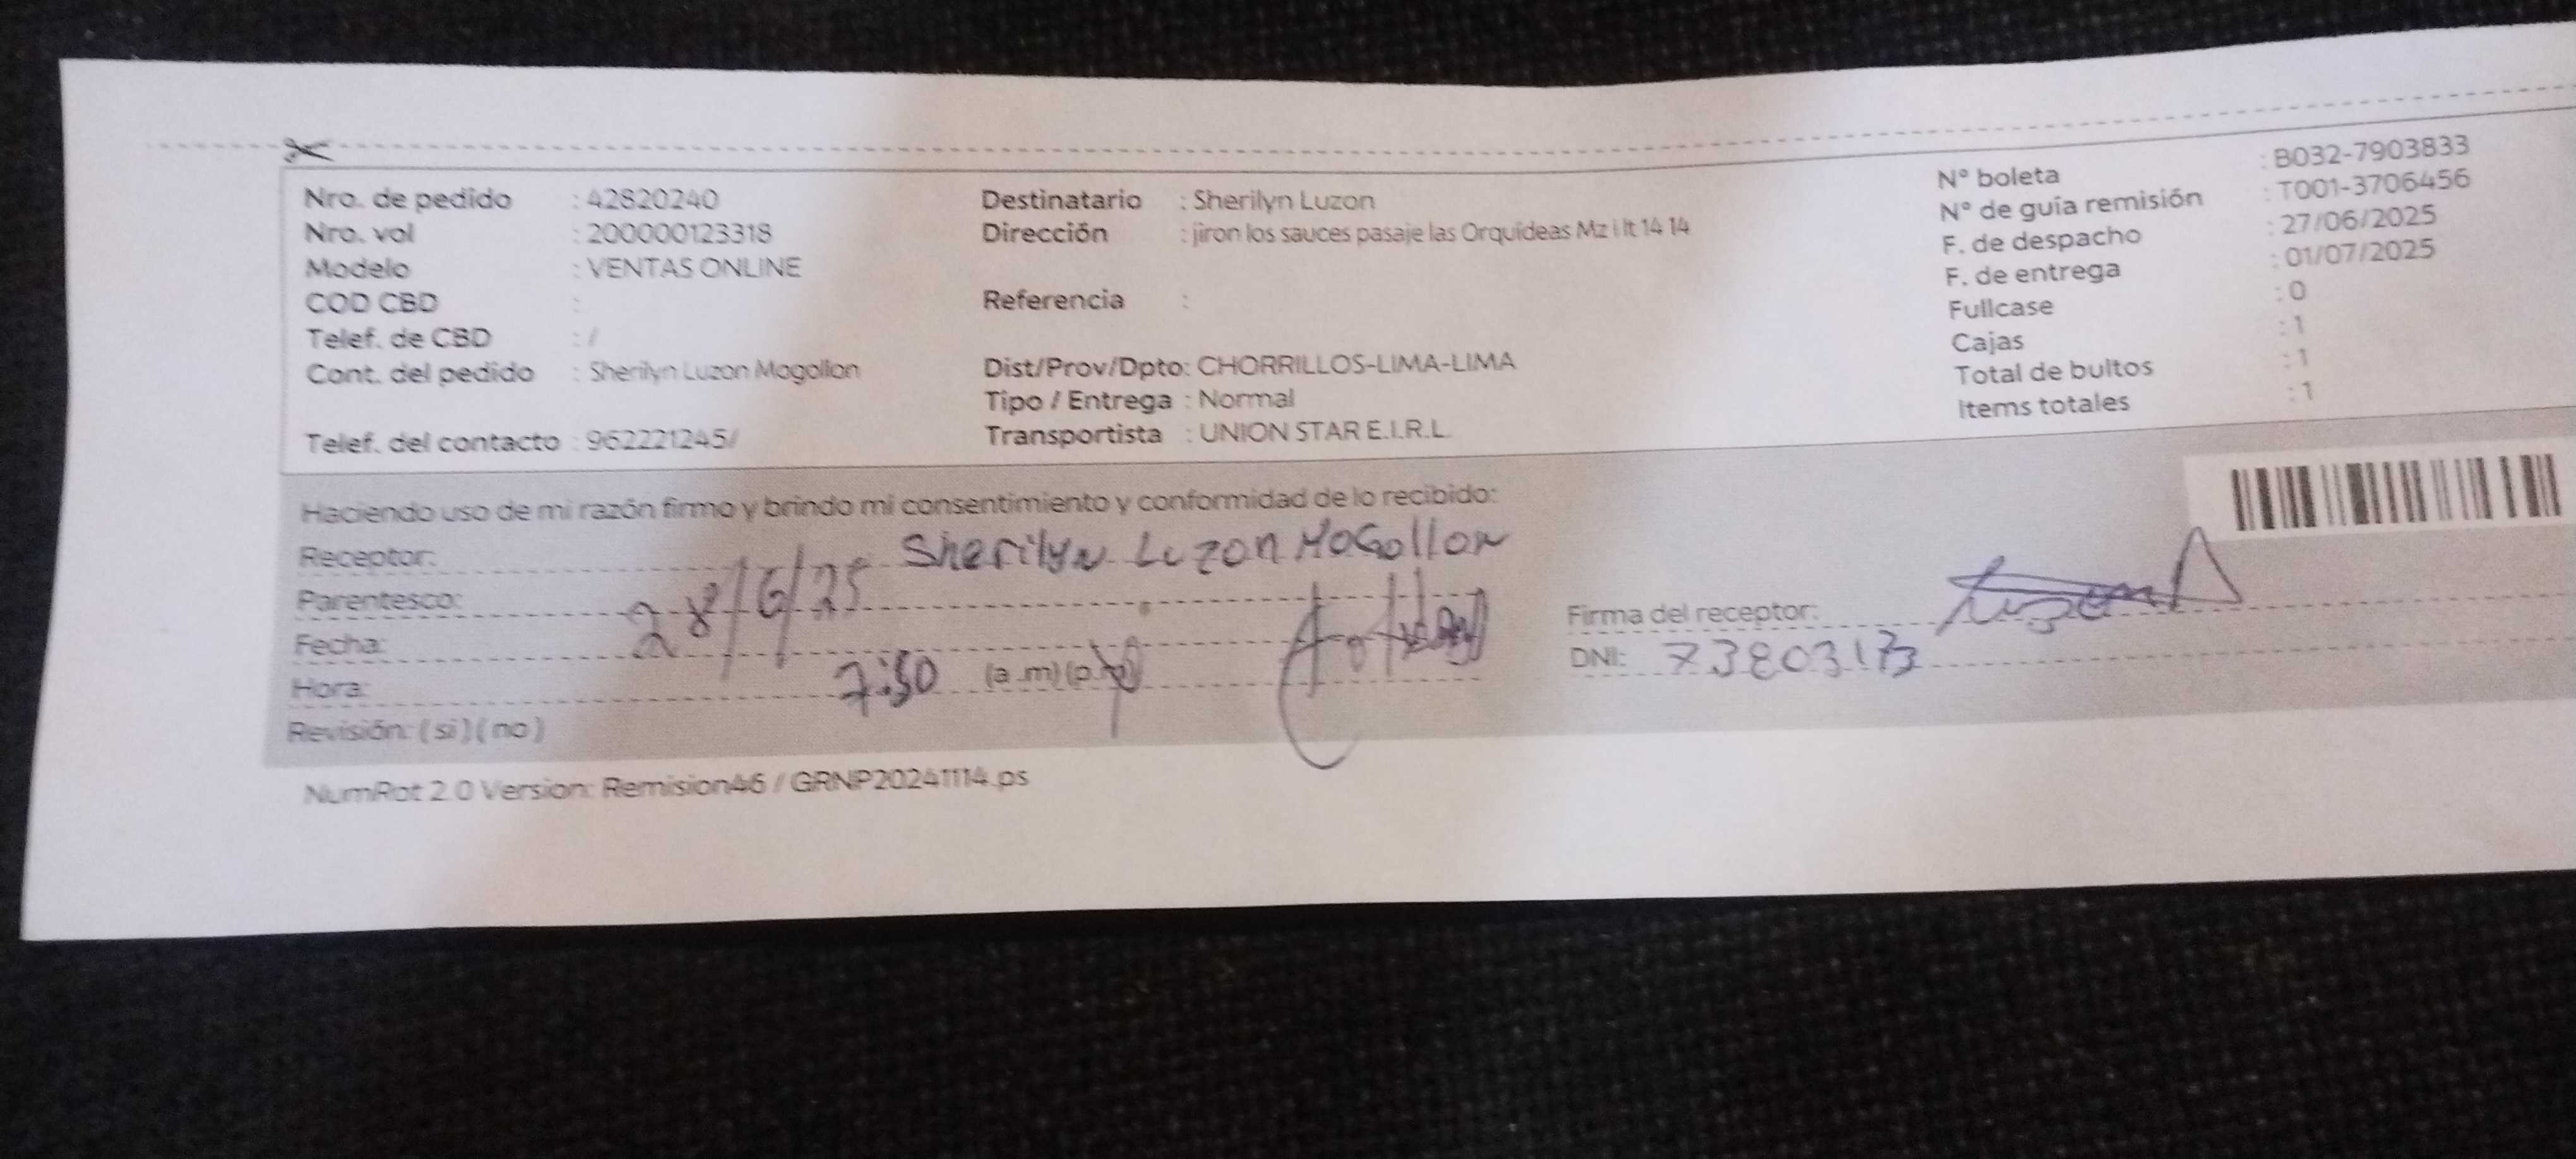 Nro. de pedido : 42820240
Nro. vol : 200000123318
Modelo : VENTAS ONLINE
COD CBD :
Telef. de CBD : /
Cont. del pedido : Sherilyn Luzon Mogollon
Telef. del contacto : 962221245/
Destinatario : Sherilyn Luzon
Dirección : jiron los sauces pasaje las Orquídeas Mz i lt 14 14
Referencia :
Dist/Prov/Dpto: CHORRILLOS-LIMA-LIMA
Tipo / Entrega : Normal
Transportista : UNION STAR E.I.R.L.
N° boleta : B032-7903833
N° de guía remisión : T001-3706456
F. de despacho : 27/06/2025
F. de entrega : 01/07/2025
Fullcase : 0
Cajas : 1
Total de bultos : 1
Items totales : 1
Haciendo uso de mi razón firmo y brindo mi consentimiento y conformidad de lo recibido:
Receptor: Sherilyn Luzon Mogollon
Parentesco:
Fecha: 28/6/25
Hora: 7:50 (a .m) (p.
Revisión: ( si ) ( no )
Firma del receptor:
DNI: 73803173
NumRot 2.0 Version: Remision46 / GRNP20241114.ps